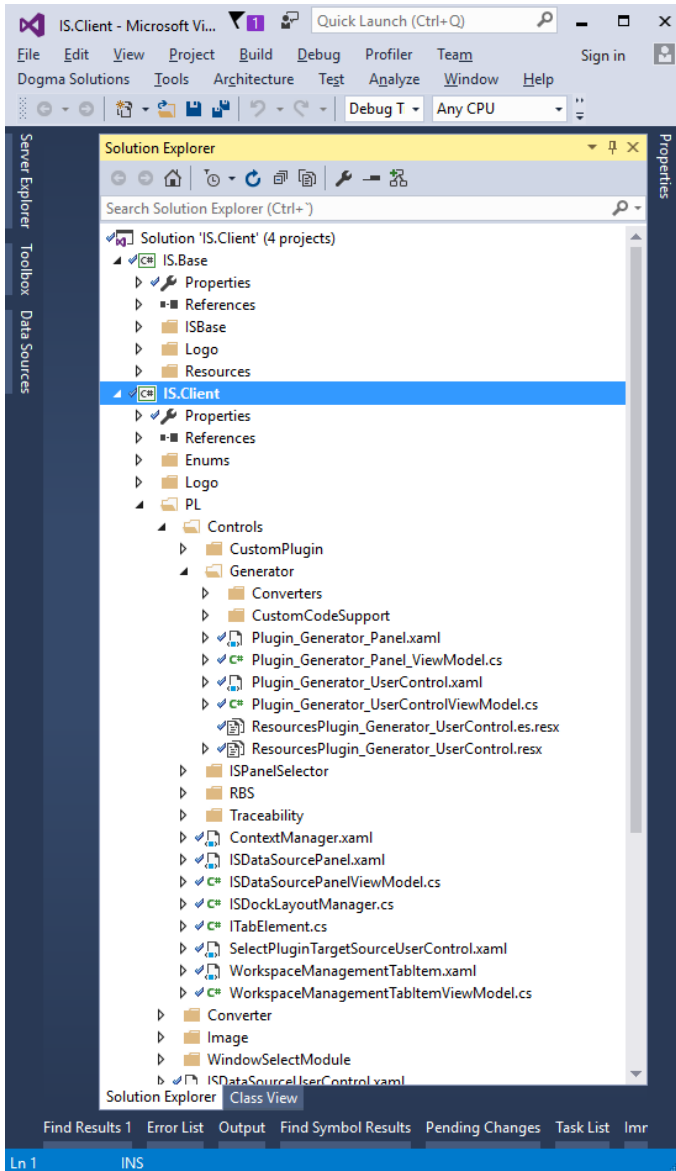 IS.Client - Microsoft Vi...
1
Quick Launch (Ctrl+Q)
File Edit View Project Build Debug Profiler Team Sign in
Dogma Solutions Tools Architecture Test Analyze Window Help
Debug T Any CPU
Server Explorer
Toolbox
Data Sources
Properties
Solution Explorer
Search Solution Explorer (Ctrl+`)
Solution 'IS.Client' (4 projects)
C# IS.Base
Properties
References
ISBase
Logo
Resources
C# IS.Client
Properties
References
Enums
Logo
PL
Controls
CustomPlugin
Generator
Converters
CustomCodeSupport
Plugin_Generator_Panel.xaml
C# Plugin_Generator_Panel_ViewModel.cs
Plugin_Generator_UserControl.xaml
C# Plugin_Generator_UserControlViewModel.cs
ResourcesPlugin_Generator_UserControl.es.resx
ResourcesPlugin_Generator_UserControl.resx
ISPanelSelector
RBS
Traceability
ContextManager.xaml
ISDataSourcePanel.xaml
C# ISDataSourcePanelViewModel.cs
C# ISDockLayoutManager.cs
C# ITabElement.cs
SelectPluginTargetSourceUserControl.xaml
WorkspaceManagementTabItem.xaml
C# WorkspaceManagementTabItemViewModel.cs
Converter
Image
WindowSelectModule
ISDataSourceUserControl.xaml
Solution Explorer Class View
Find Results 1 Error List Output Find Symbol Results Pending Changes Task List Imr
Ln 1 INS